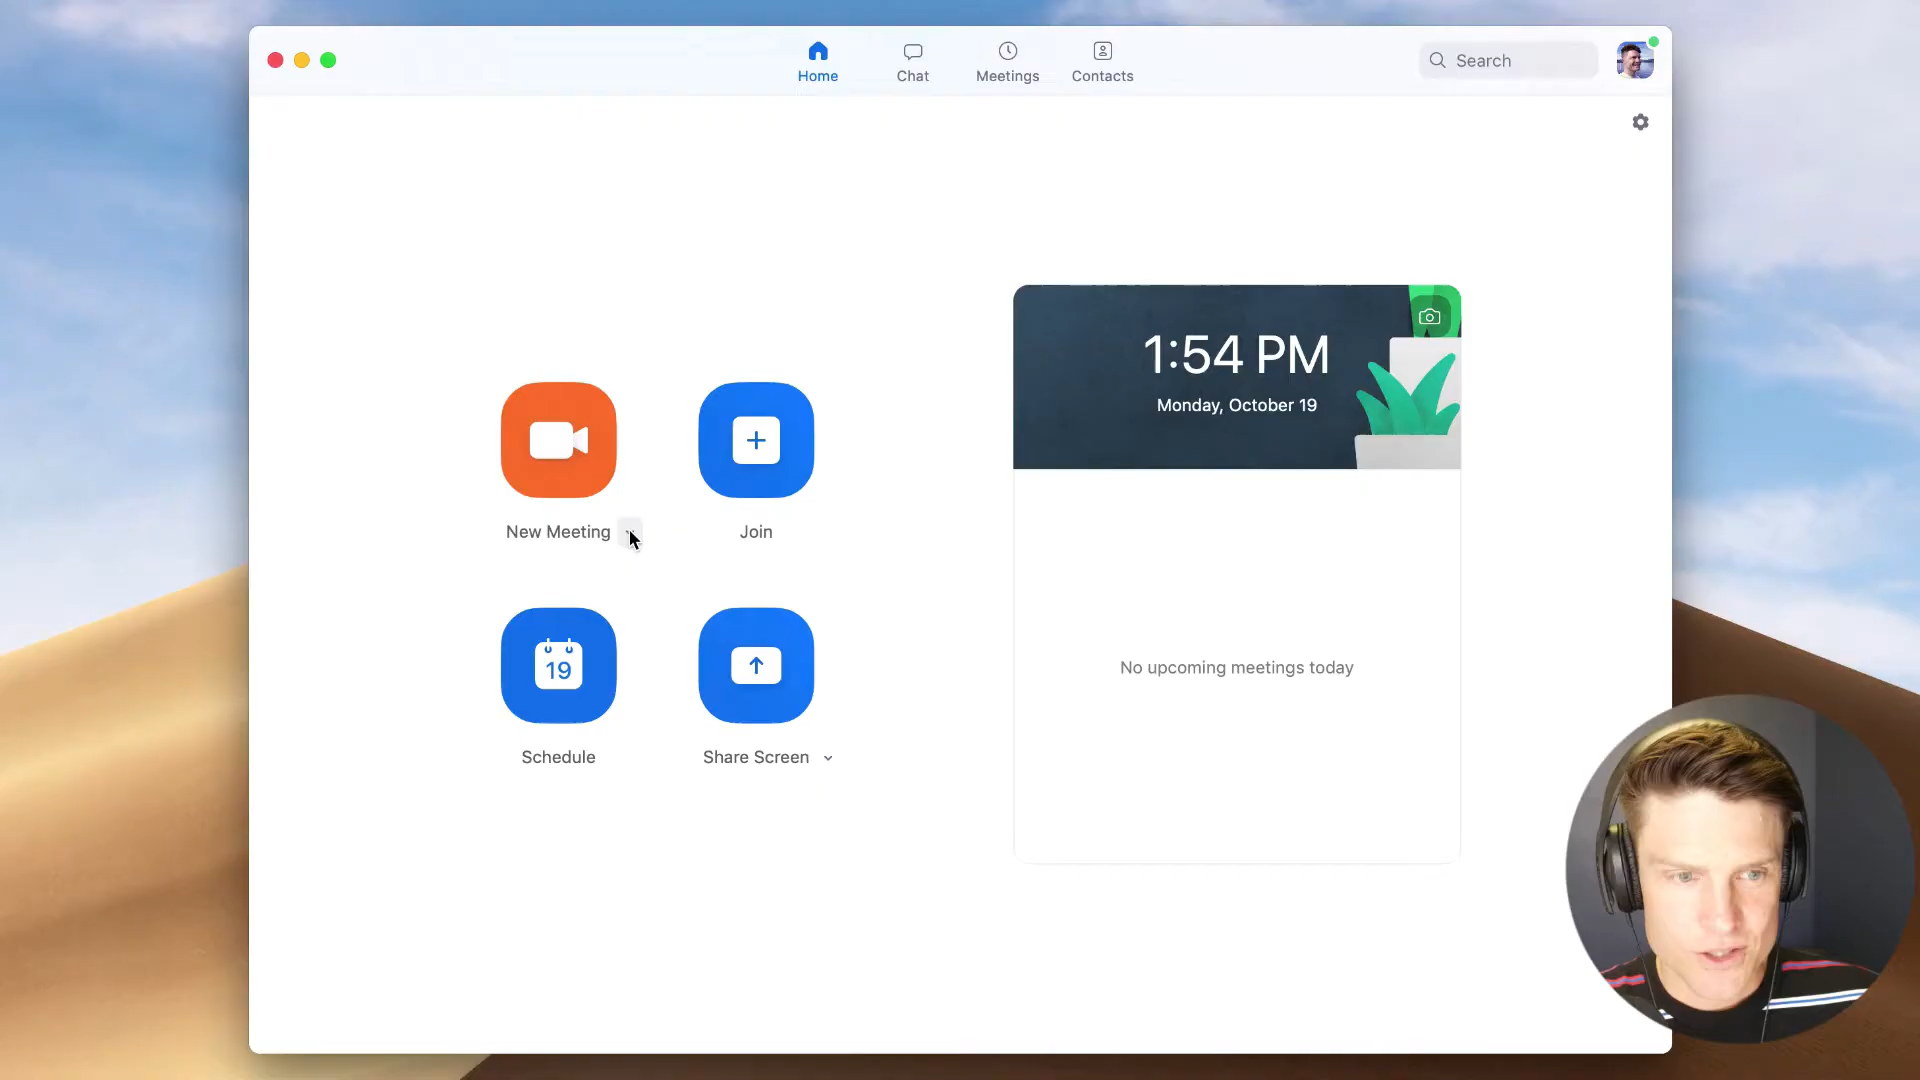 Home
Chat
Meetings
Contacts
Search
1:54 PM
Monday, October 19
New Meeting
Join
19
No upcoming meetings today
Schedule
Share Screen